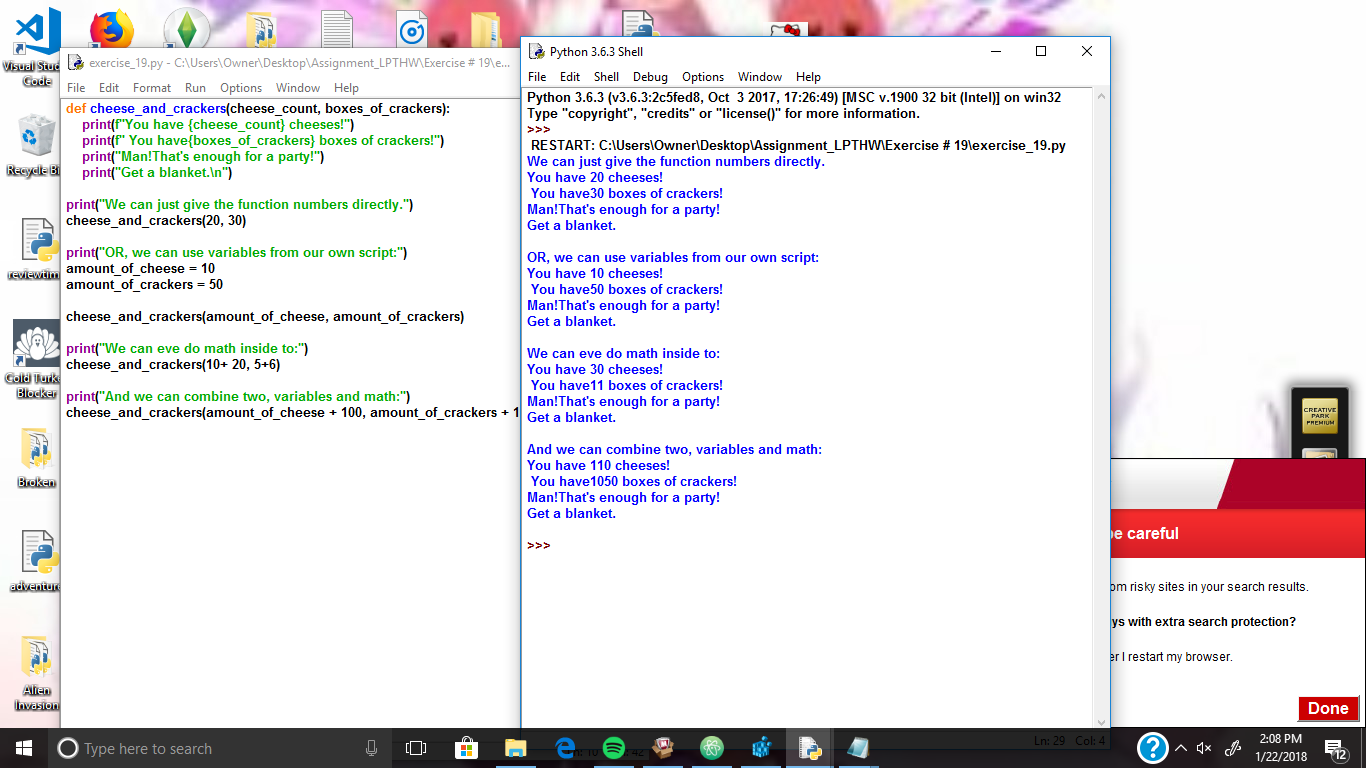 Visual Stud
Code
Recycle Bi
reviewtim
Cold Turk
Blocker
Broken
adventur
Alien
Invasion
exercise_19.py - C:\Users\Owner\Desktop\Assignment_LPTHW\Exercise # 19\e...
File Edit Format Run Options Window Help
def cheese_and_crackers(cheese_count, boxes_of_crackers):
    print(f"You have {cheese_count} cheeses!")
    print(f" You have{boxes_of_crackers} boxes of crackers!")
    print("Man!That's enough for a party!")
    print("Get a blanket.\n")
print("We can just give the function numbers directly.")
cheese_and_crackers(20, 30)
print("OR, we can use variables from our own script:")
amount_of_cheese = 10
amount_of_crackers = 50
cheese_and_crackers(amount_of_cheese, amount_of_crackers)
print("We can eve do math inside to:")
cheese_and_crackers(10+ 20, 5+6)
print("And we can combine two, variables and math:")
cheese_and_crackers(amount_of_cheese + 100, amount_of_crackers + 1
Python 3.6.3 Shell
File Edit Shell Debug Options Window Help
Python 3.6.3 (v3.6.3:2c5fed8, Oct  3 2017, 17:26:49) [MSC v.1900 32 bit (Intel)] on win32
Type "copyright", "credits" or "license()" for more information.
>>>
 RESTART: C:\Users\Owner\Desktop\Assignment_LPTHW\Exercise # 19\exercise_19.py
We can just give the function numbers directly.
You have 20 cheeses!
 You have30 boxes of crackers!
Man!That's enough for a party!
Get a blanket.
OR, we can use variables from our own script:
You have 10 cheeses!
 You have50 boxes of crackers!
Man!That's enough for a party!
Get a blanket.
We can eve do math inside to:
You have 30 cheeses!
 You have11 boxes of crackers!
Man!That's enough for a party!
Get a blanket.
And we can combine two, variables and math:
You have 110 cheeses!
 You have1050 boxes of crackers!
Man!That's enough for a party!
Get a blanket.
>>>
Ln: 29 Col: 4
CREATIVE
PARK
PREMIUM
be careful
om risky sites in your search results.
ys with extra search protection?
er I restart my browser.
Done
Type here to search
2:08 PM
1/22/2018
12